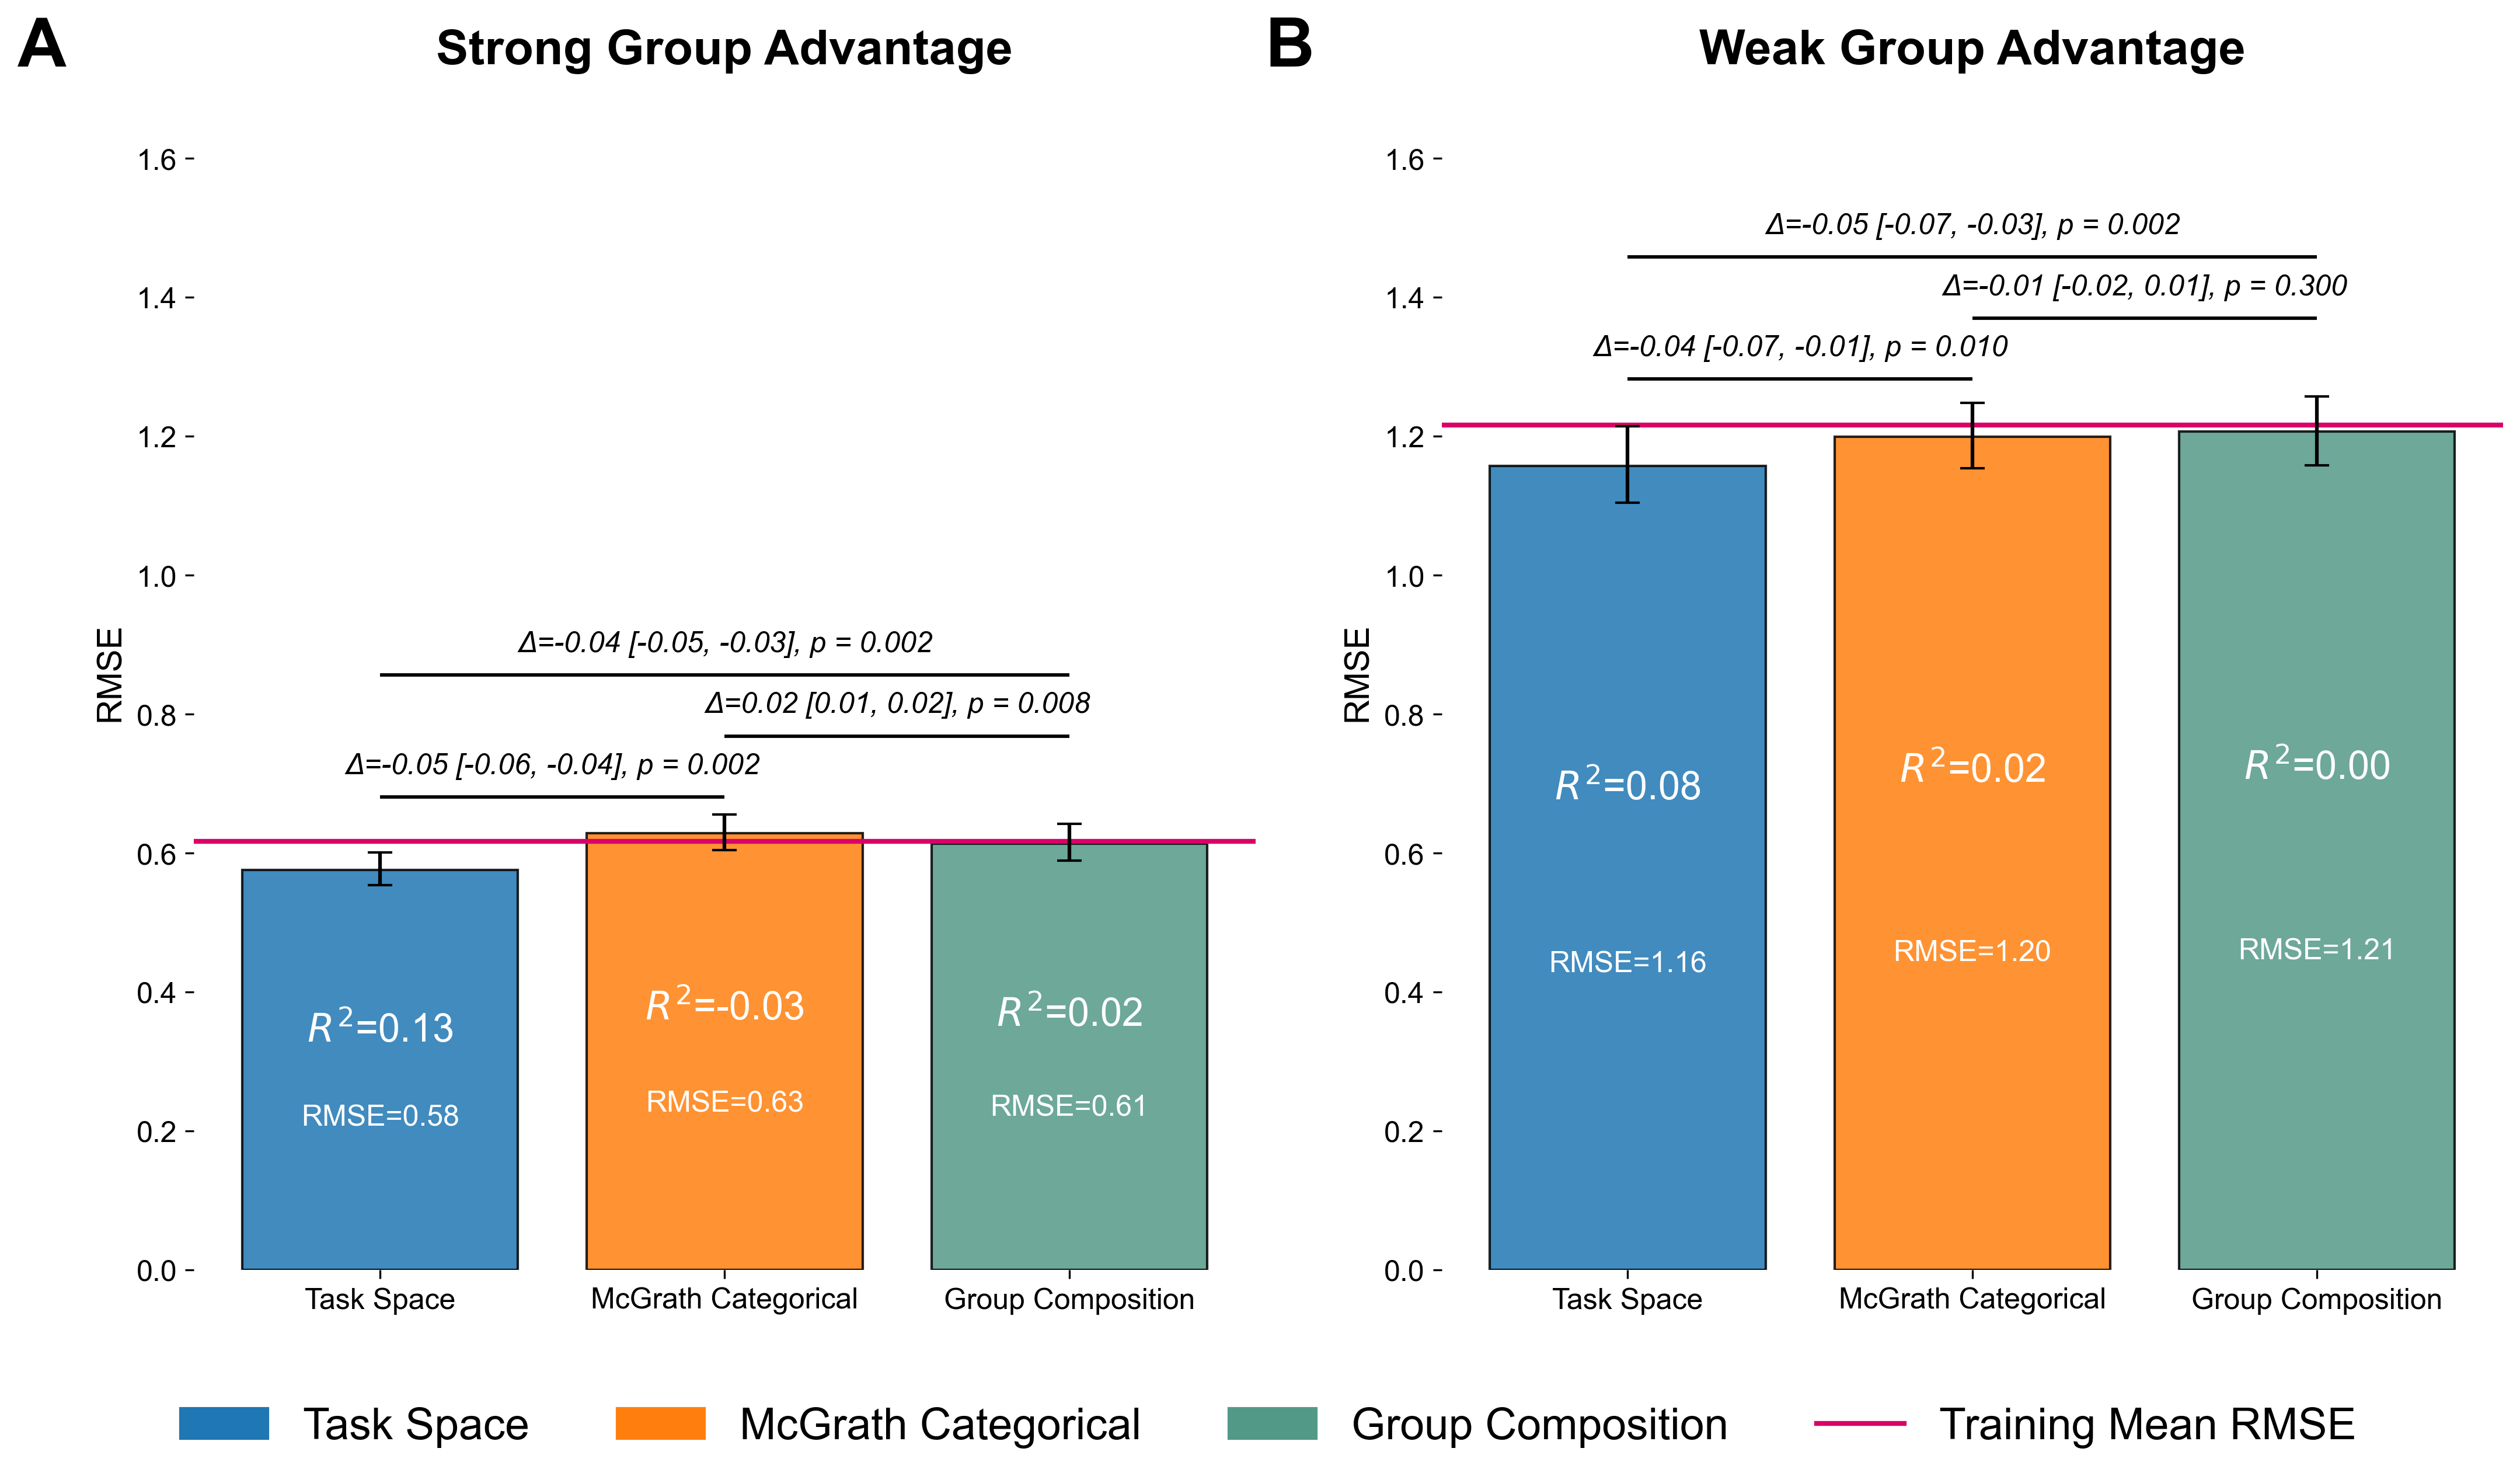 A
Strong Group Advantage
RMSE
1.6
1.4
1.2
1.0
0.8
0.6
0.4
0.2
0.0
Δ=-0.04 [-0.05, -0.03], p = 0.002
Δ=0.02 [0.01, 0.02], p = 0.008
Δ=-0.05 [-0.06, -0.04], p = 0.002
R²=0.13
R²=-0.03
R²=0.02
RMSE=0.58
RMSE=0.63
RMSE=0.61
Task Space
McGrath Categorical
Group Composition
B
Weak Group Advantage
RMSE
1.6
1.4
1.2
1.0
0.8
0.6
0.4
0.2
0.0
Δ=-0.05 [-0.07, -0.03], p = 0.002
Δ=-0.01 [-0.02, 0.01], p = 0.300
Δ=-0.04 [-0.07, -0.01], p = 0.010
R²=0.08
R²=0.02
R²=0.00
RMSE=1.16
RMSE=1.20
RMSE=1.21
Task Space
McGrath Categorical
Group Composition
Task Space
McGrath Categorical
Group Composition
Training Mean RMSE